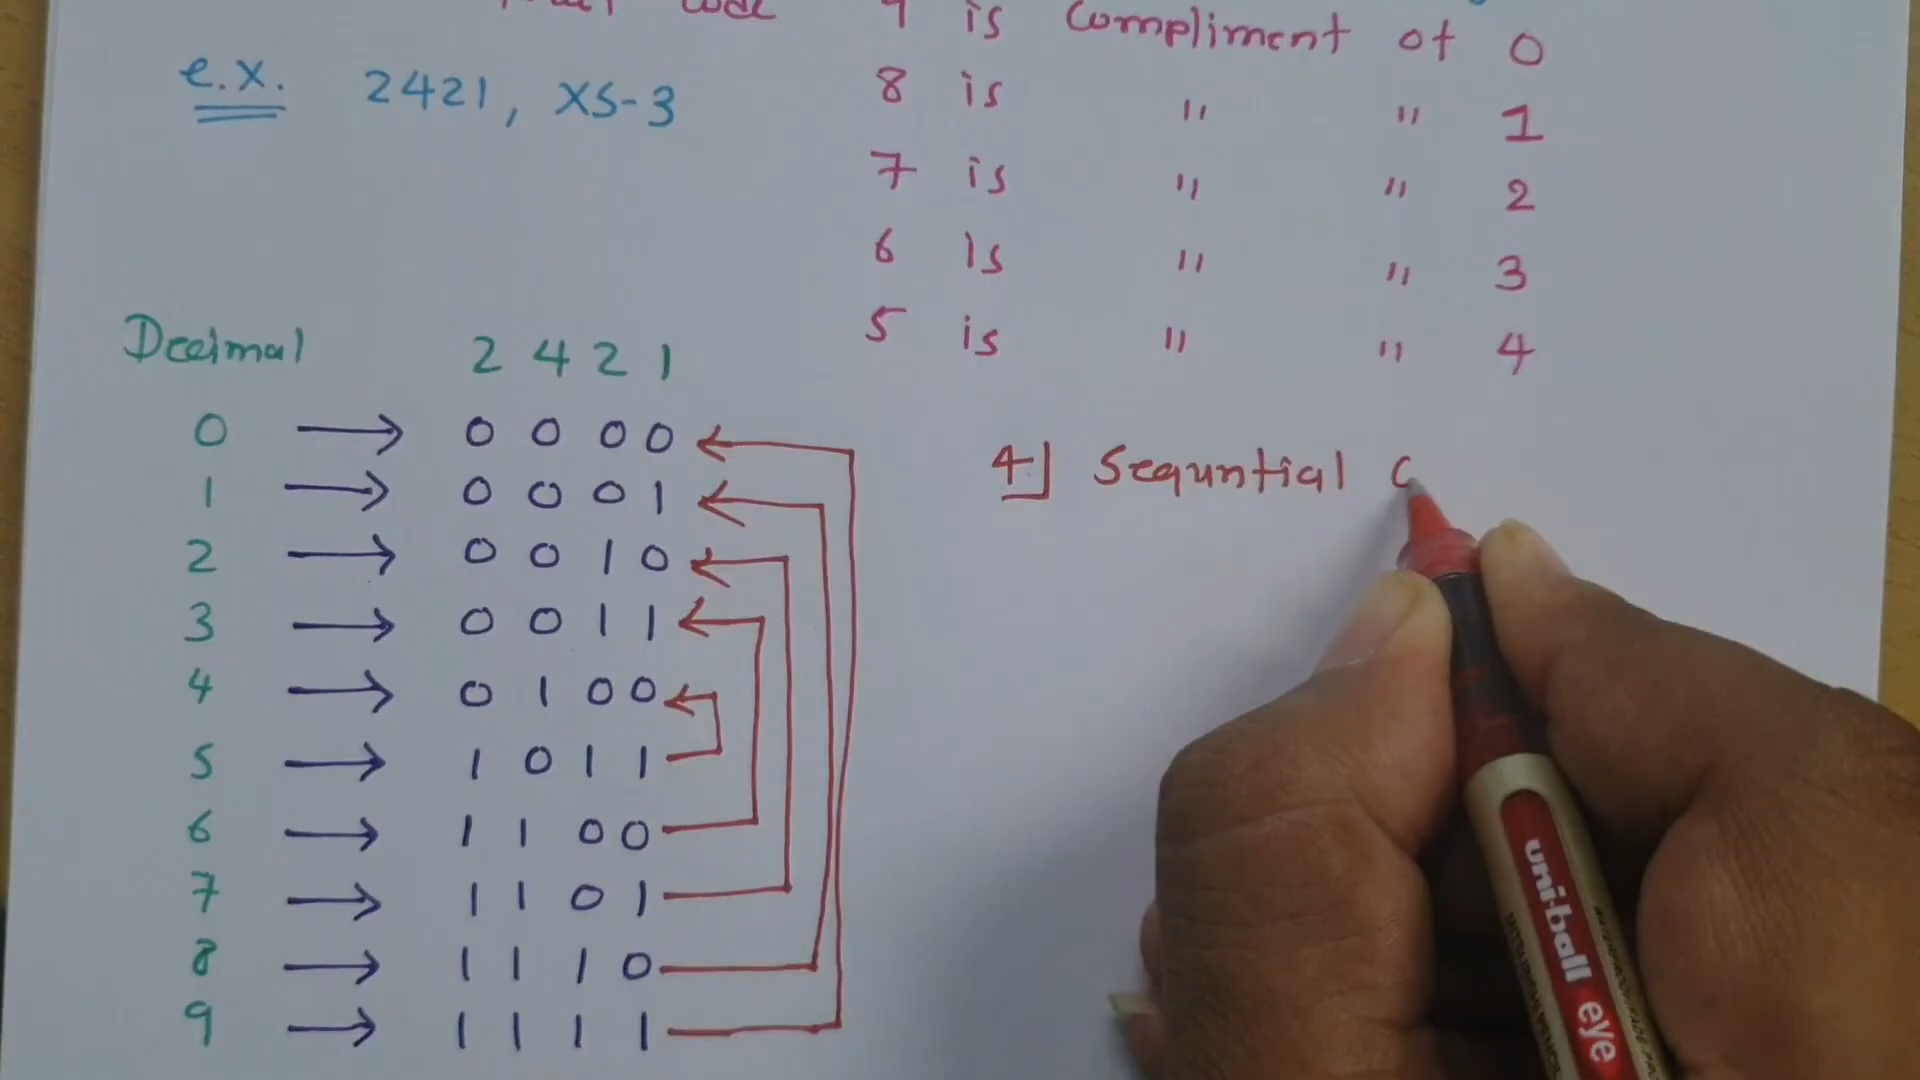 code 9 is Compliment of 0
e.x. 2421, XS-3
8 is " " 1
7 is " " 2
6 is " " 3
5 is " " 4
Decimal 2 4 2 1
0 → 0 0 0 0
1 → 0 0 0 1
2 → 0 0 1 0
3 → 0 0 1 1
4 → 0 1 0 0
5 → 1 0 1 1
6 → 1 1 0 0
7 → 1 1 0 1
8 → 1 1 1 0
9 → 1 1 1 1
4] Sequntial C
uni-ball eye